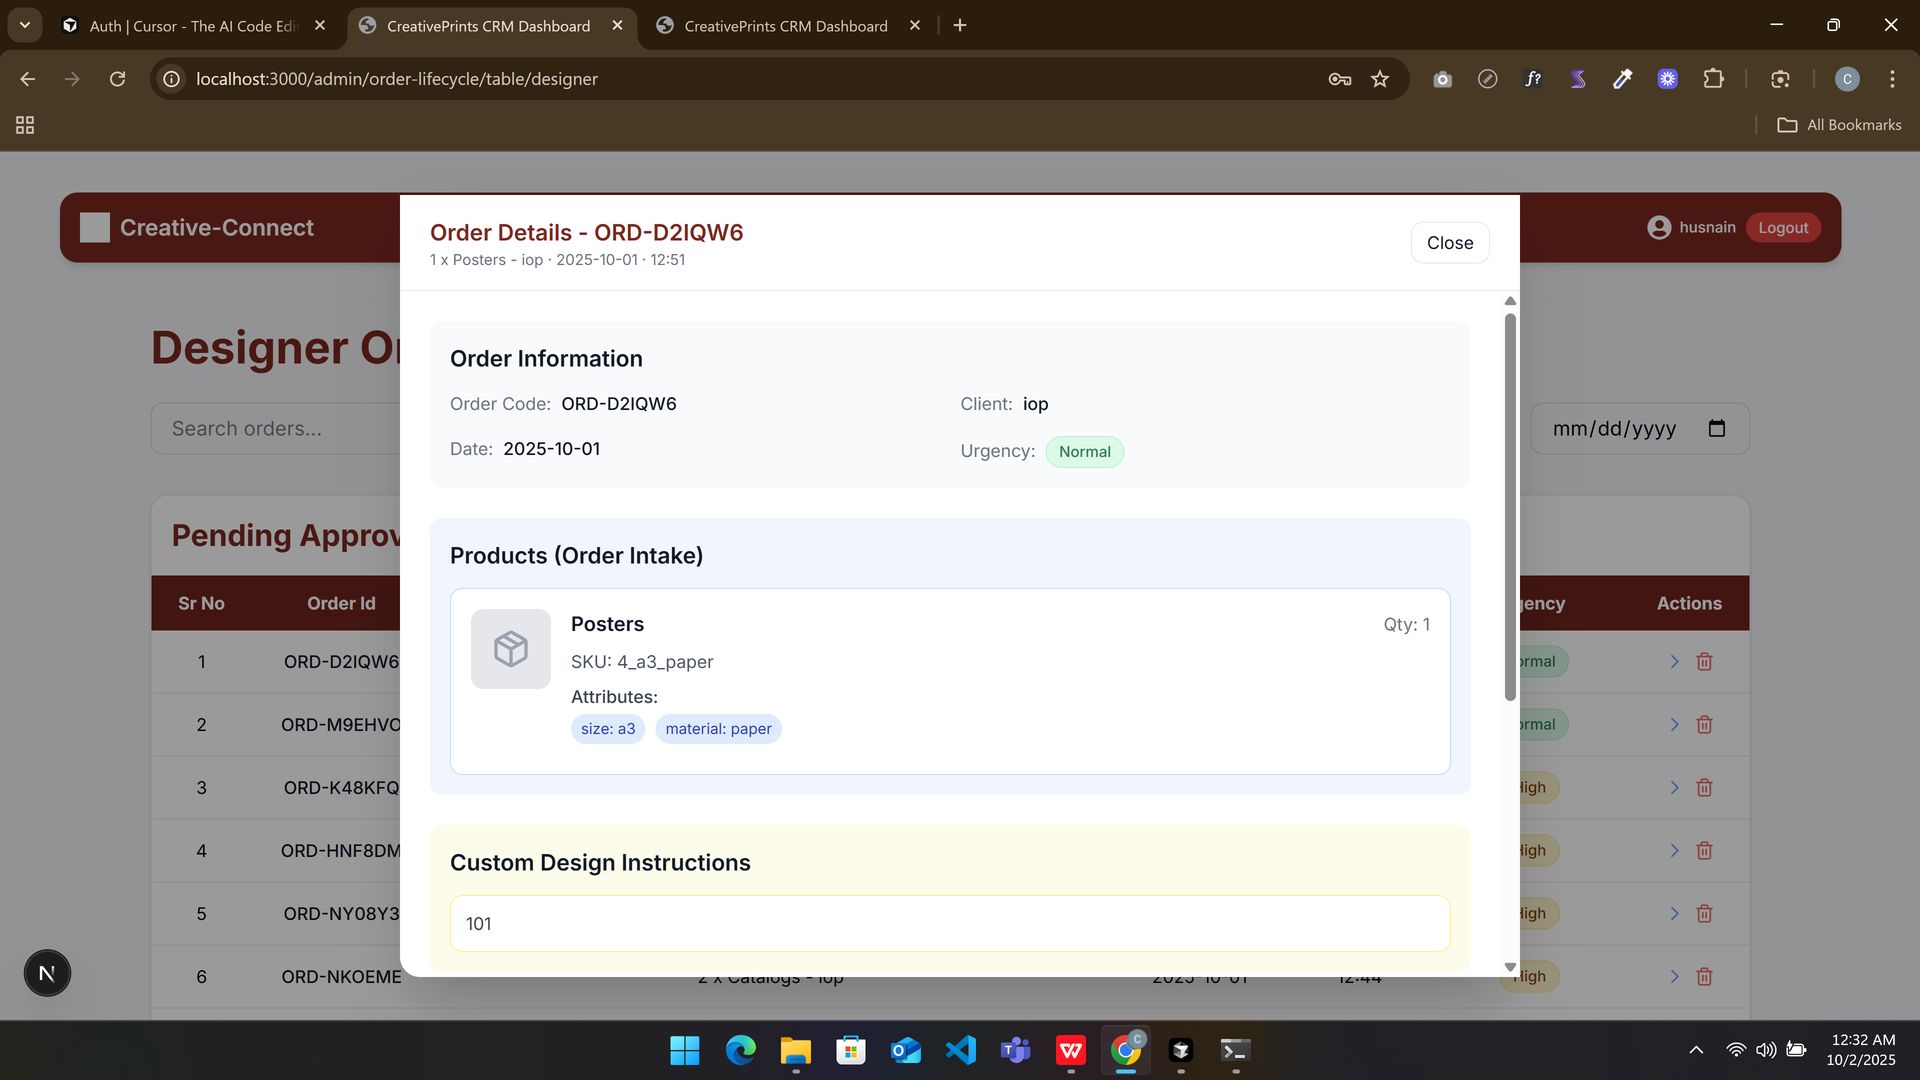 Auth | Cursor - The AI Code Edi
CreativePrints CRM Dashboard
CreativePrints CRM Dashboard
localhost:3000/admin/order-lifecycle/table/designer
f?
C
All Bookmarks
Creative-Connect
husnain
Logout
Order Details - ORD-D2IQW6
1 x Posters - iop · 2025-10-01 · 12:51
Close
Designer Or
Search orders...
mm/dd/yyyy
Order Information
Order Code: ORD-D2IQW6
Client: iop
Date: 2025-10-01
Urgency: Normal
Pending Approv
Products (Order Intake)
Sr No Order Id gency Actions
Posters
Qty: 1
SKU: 4_a3_paper
Attributes:
size: a3
material: paper
1 ORD-D2IQW6 ormal
2 ORD-M9EHVO ormal
3 ORD-K48KFQ High
4 ORD-HNF8DM High
5 ORD-NY08Y3 High
Custom Design Instructions
101
6 ORD-NKOEME 2 x Catalogs - iop 2025-10-01 12:44 High
N
C
12:32 AM
10/2/2025